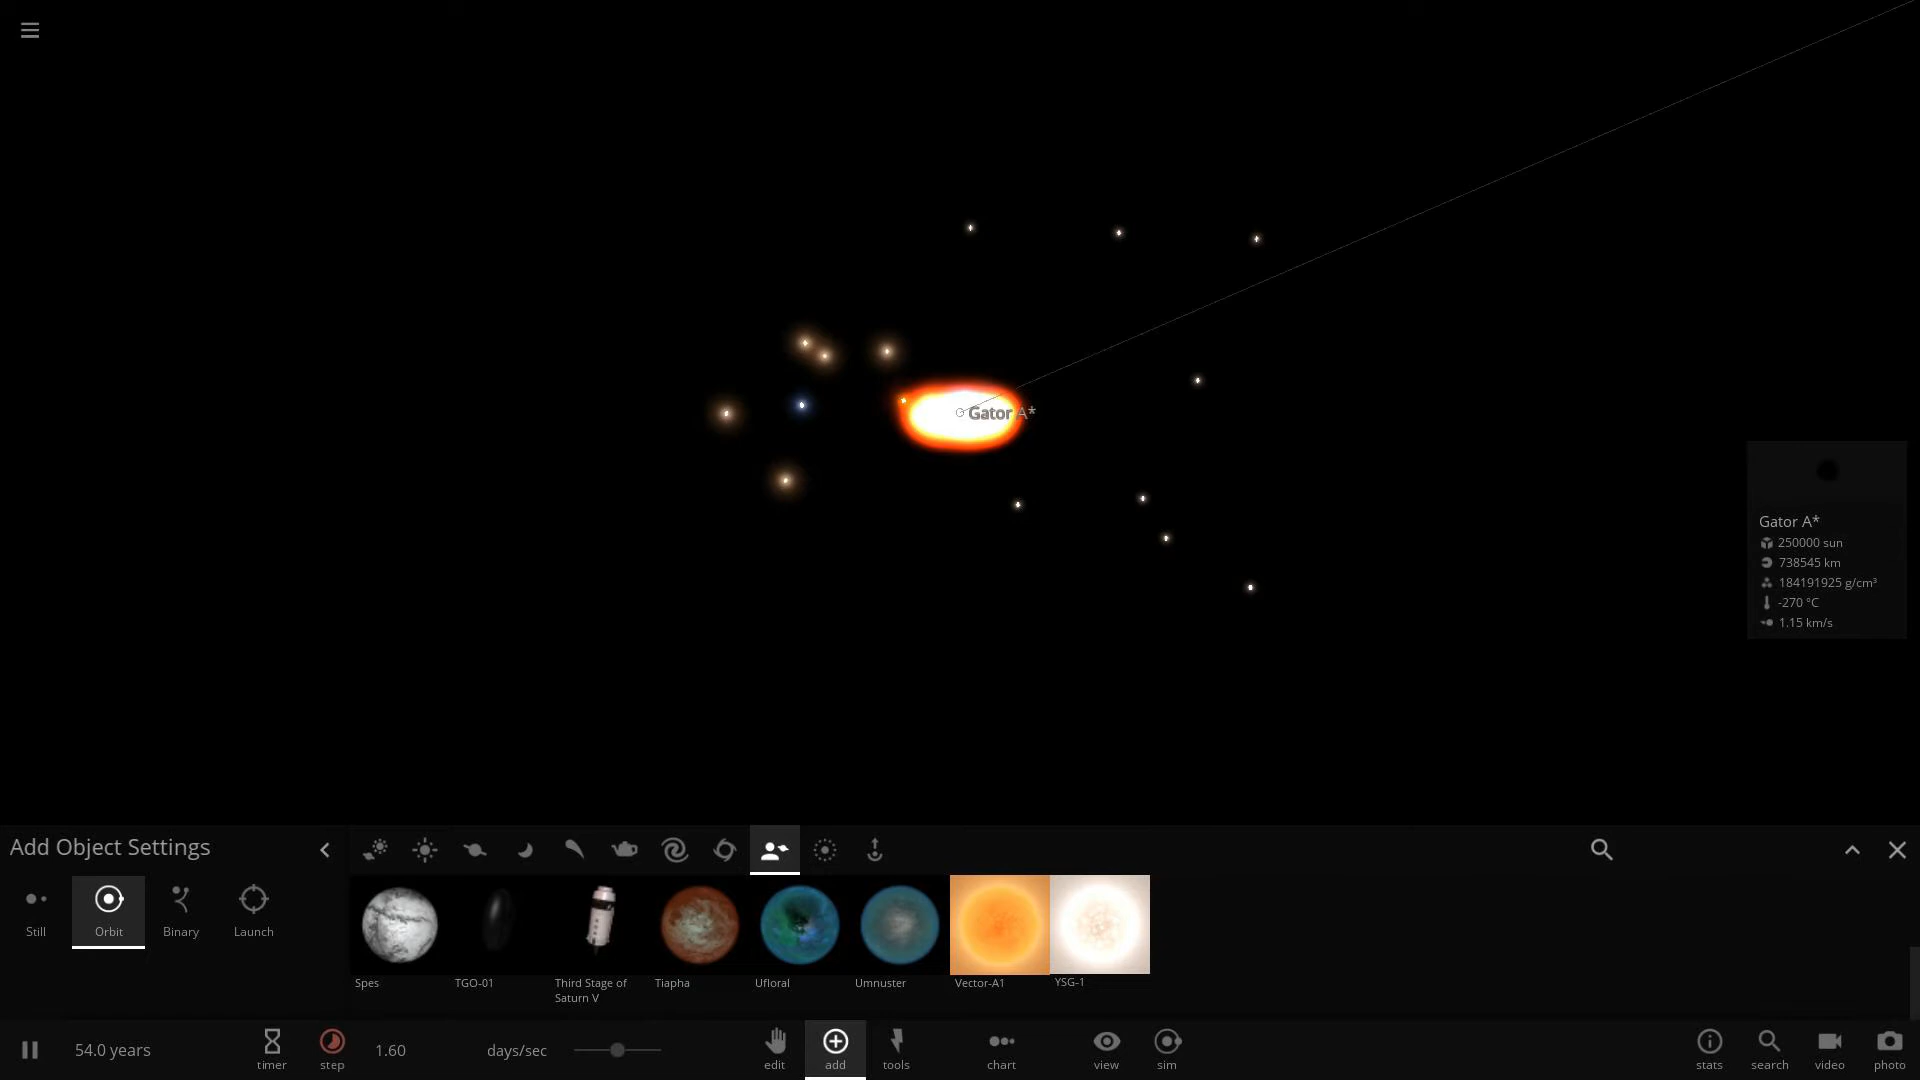 Gator A*
Gator A*
250000 sun
738545 km
184191925 g/cm³
-270 °C
1.15 km/s
Add Object Settings
Still
Orbit
Binary
Launch
Spes
TGO-01
Third Stage of
Saturn V
Tiapha
Ufloral
Umnuster
Vector-A1
YSG-1
54.0 years
timer
step
1.60
days/sec
edit
add
tools
chart
view
sim
stats
search
video
photo